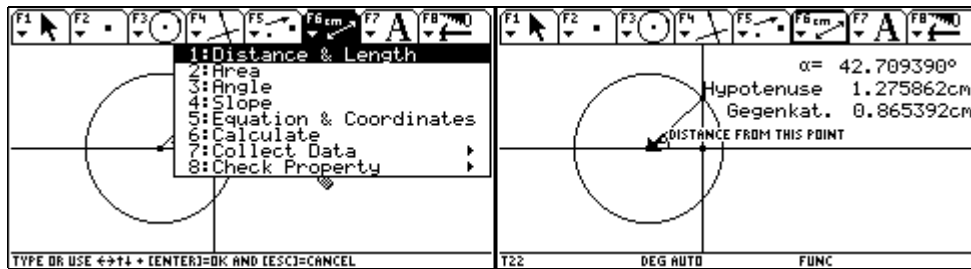 F1 F2 F3 F4 F5 F6 cm F7 A F8
1:Distance & Length
2:Area
3:Angle
4:Slope
5:Equation & Coordinates
6:Calculate
7:Collect Data
8:Check Property
TYPE OR USE ←→↑↓ + [ENTER]=OK AND [ESC]=CANCEL
F1 F2 F3 F4 F5 F6 cm F7 A F8
α= 42.709390°
Hypotenuse 1.275862cm
Gegenkat. 0.865392cm
DISTANCE FROM THIS POINT
T22 DEG AUTO FUNC